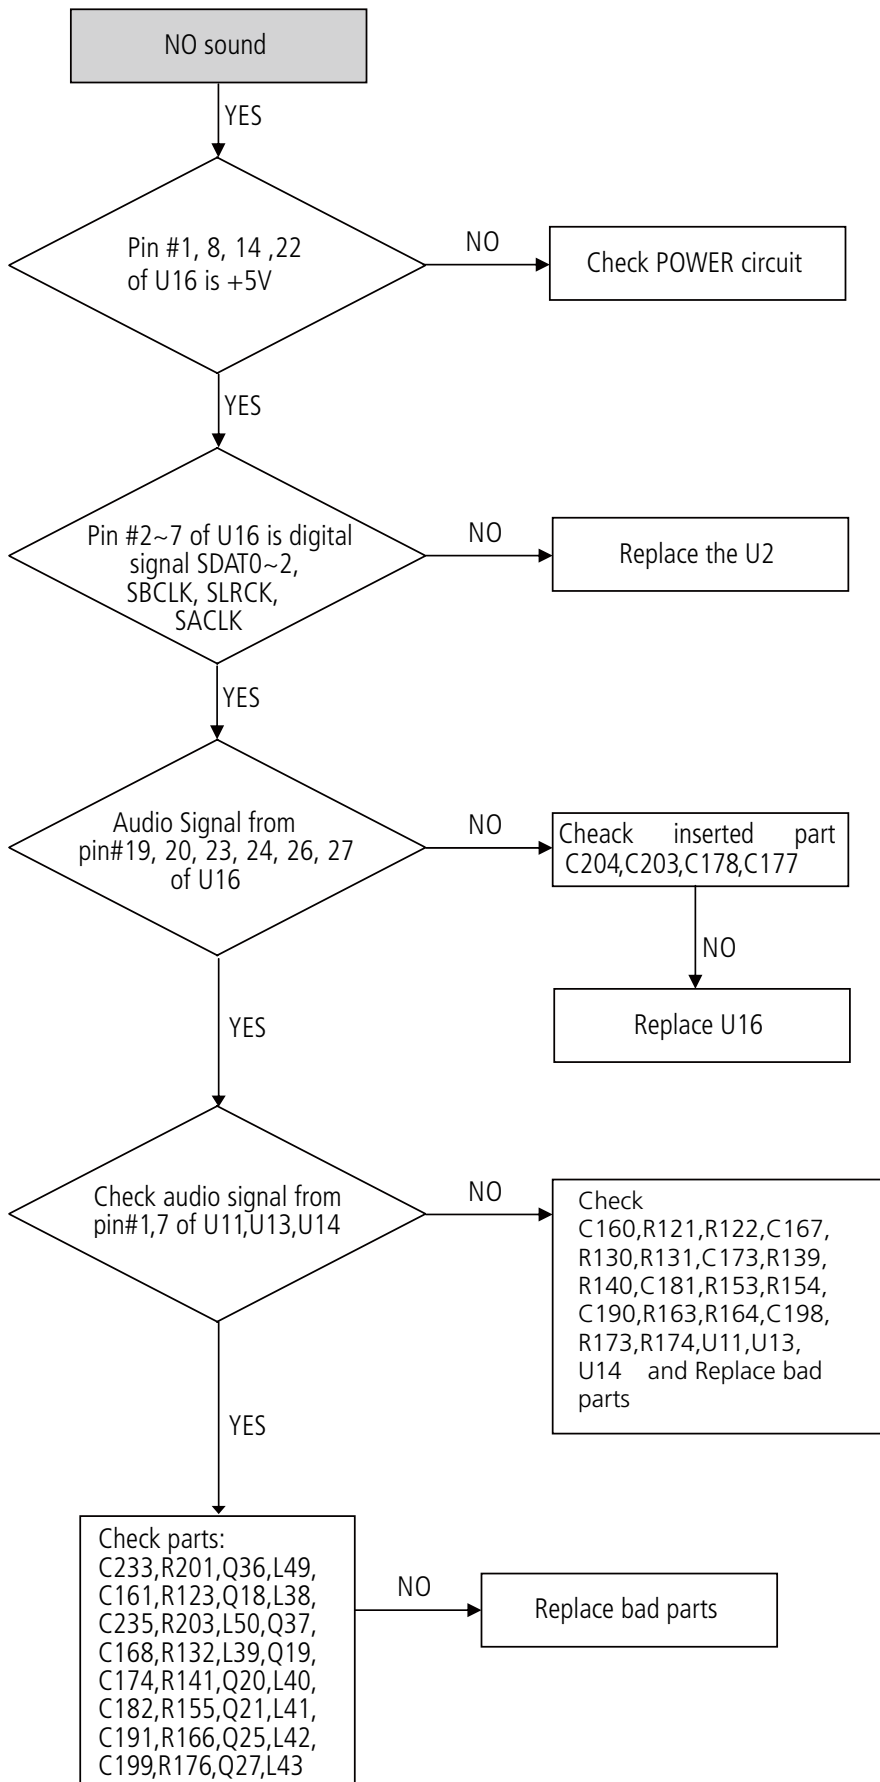 NO sound
YES
Pin #1, 8, 14 ,22
of U16 is +5V
NO
Check POWER circuit
YES
Pin #2~7 of U16 is digital
signal SDAT0~2,
SBCLK, SLRCK,
SACLK
NO
Replace the U2
YES
Audio Signal from
pin#19, 20, 23, 24, 26, 27
of U16
NO
Cheack inserted part
C204,C203,C178,C177
NO
Replace U16
YES
Check audio signal from
pin#1,7 of U11,U13,U14
NO
Check
C160,R121,R122,C167,
R130,R131,C173,R139,
R140,C181,R153,R154,
C190,R163,R164,C198,
R173,R174,U11,U13,
U14 and Replace bad
parts
YES
Check parts:
C233,R201,Q36,L49,
C161,R123,Q18,L38,
C235,R203,L50,Q37,
C168,R132,L39,Q19,
C174,R141,Q20,L40,
C182,R155,Q21,L41,
C191,R166,Q25,L42,
C199,R176,Q27,L43
NO
Replace bad parts